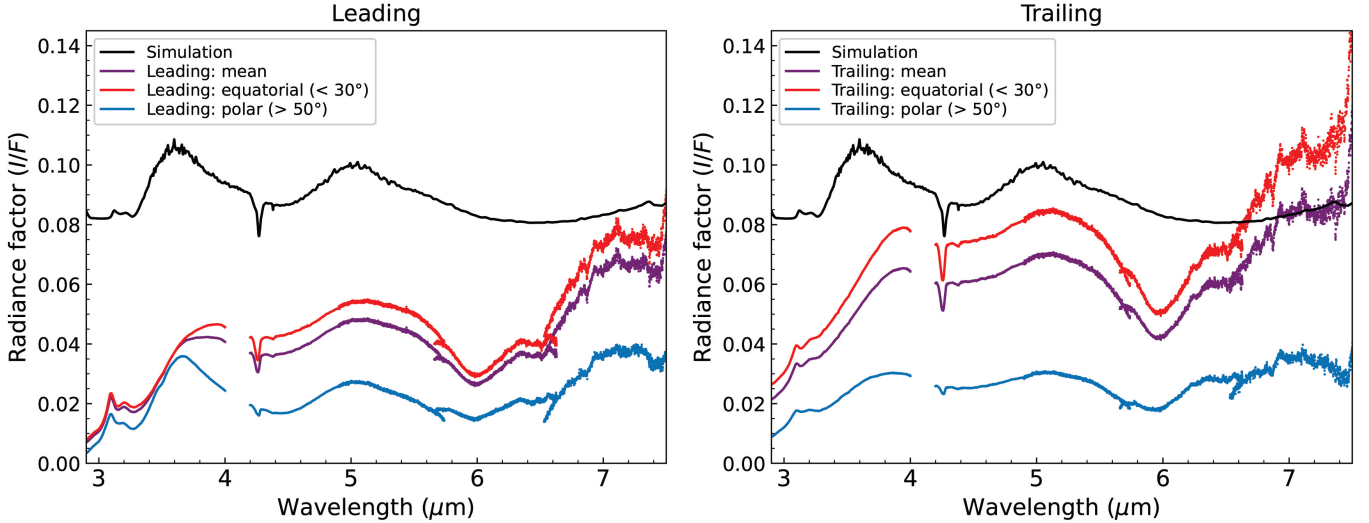 Leading
Simulation
Leading: mean
Leading: equatorial (< 30°)
Leading: polar (> 50°)
Radiance factor (I/F)
0.14
0.12
0.10
0.08
0.06
0.04
0.02
0.00
3 4 5 6 7
Wavelength (μm)
Trailing
Simulation
Trailing: mean
Trailing: equatorial (< 30°)
Trailing: polar (> 50°)
Radiance factor (I/F)
0.14
0.12
0.10
0.08
0.06
0.04
0.02
0.00
3 4 5 6 7
Wavelength (μm)